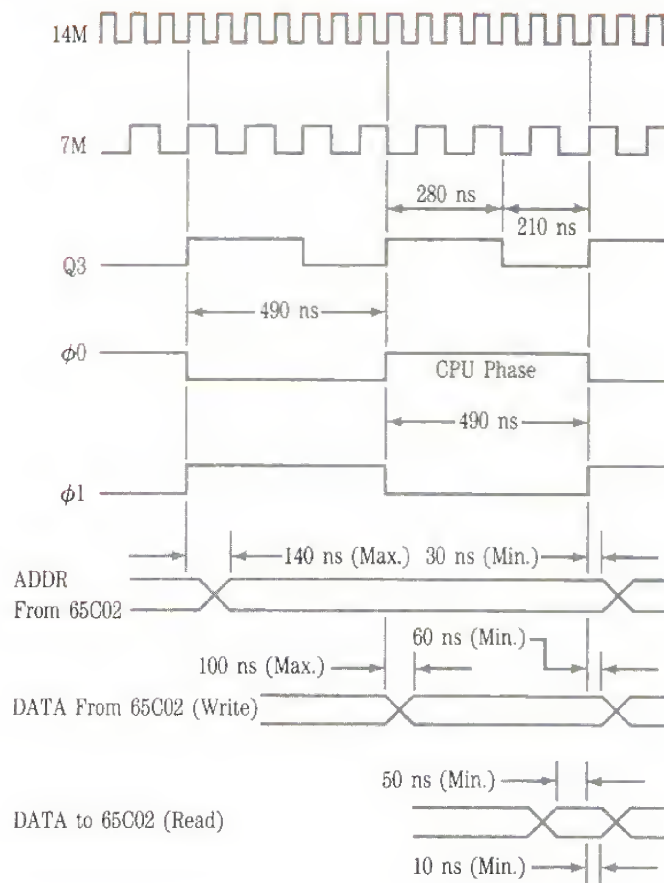 14M
7M
280 ns
210 ns
Q3
490 ns
ϕ0
CPU Phase
490 ns
ϕ1
140 ns (Max.) 30 ns (Min.)
ADDR
From 65C02
60 ns (Min.)
100 ns (Max.)
DATA From 65C02 (Write)
50 ns (Min.)
DATA to 65C02 (Read)
10 ns (Min.)